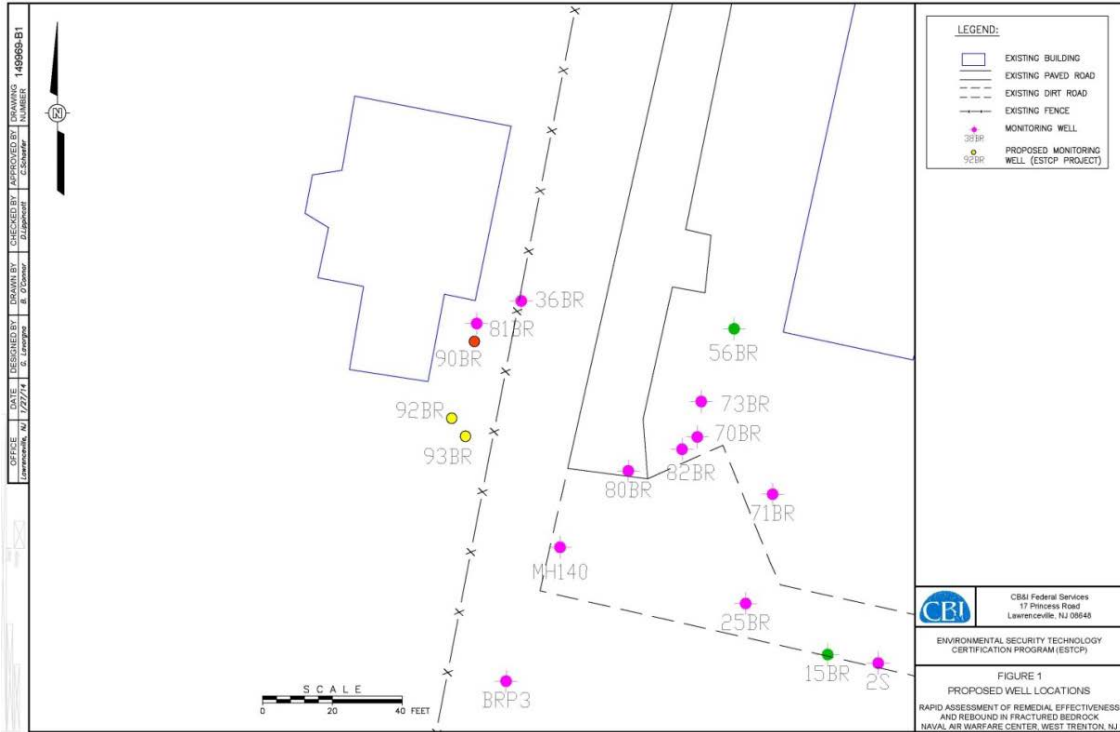 DRAWING NUMBER 149969-B1
APPROVED BY C.Schaefer
CHECKED BY D.Lippincott
DRAWN BY B. O'Connor
DESIGNED BY G. Lavorgna
DATE 1/27/14
OFFICE Lawrenceville, NJ
N
X
X
X
X
X
X
X
X
X
X
X
X
X
36BR
81BR
90BR
56BR
92BR
73BR
93BR
70BR
82BR
80BR
71BR
MH140
25BR
15BR
2S
BRP3
SCALE
0 20 40 FEET
LEGEND:
EXISTING BUILDING
EXISTING PAVED ROAD
EXISTING DIRT ROAD
EXISTING FENCE
MONITORING WELL
38BR
PROPOSED MONITORING
92BR WELL (ESTCP PROJECT)
CB&I
CB&I Federal Services
17 Princess Road
Lawrenceville, NJ 08648
ENVIRONMENTAL SECURITY TECHNOLOGY
CERTIFICATION PROGRAM (ESTCP)
FIGURE 1
PROPOSED WELL LOCATIONS
RAPID ASSESSMENT OF REMEDIAL EFFECTIVENESS
AND REBOUND IN FRACTURED BEDROCK
NAVAL AIR WARFARE CENTER, WEST TRENTON, NJ